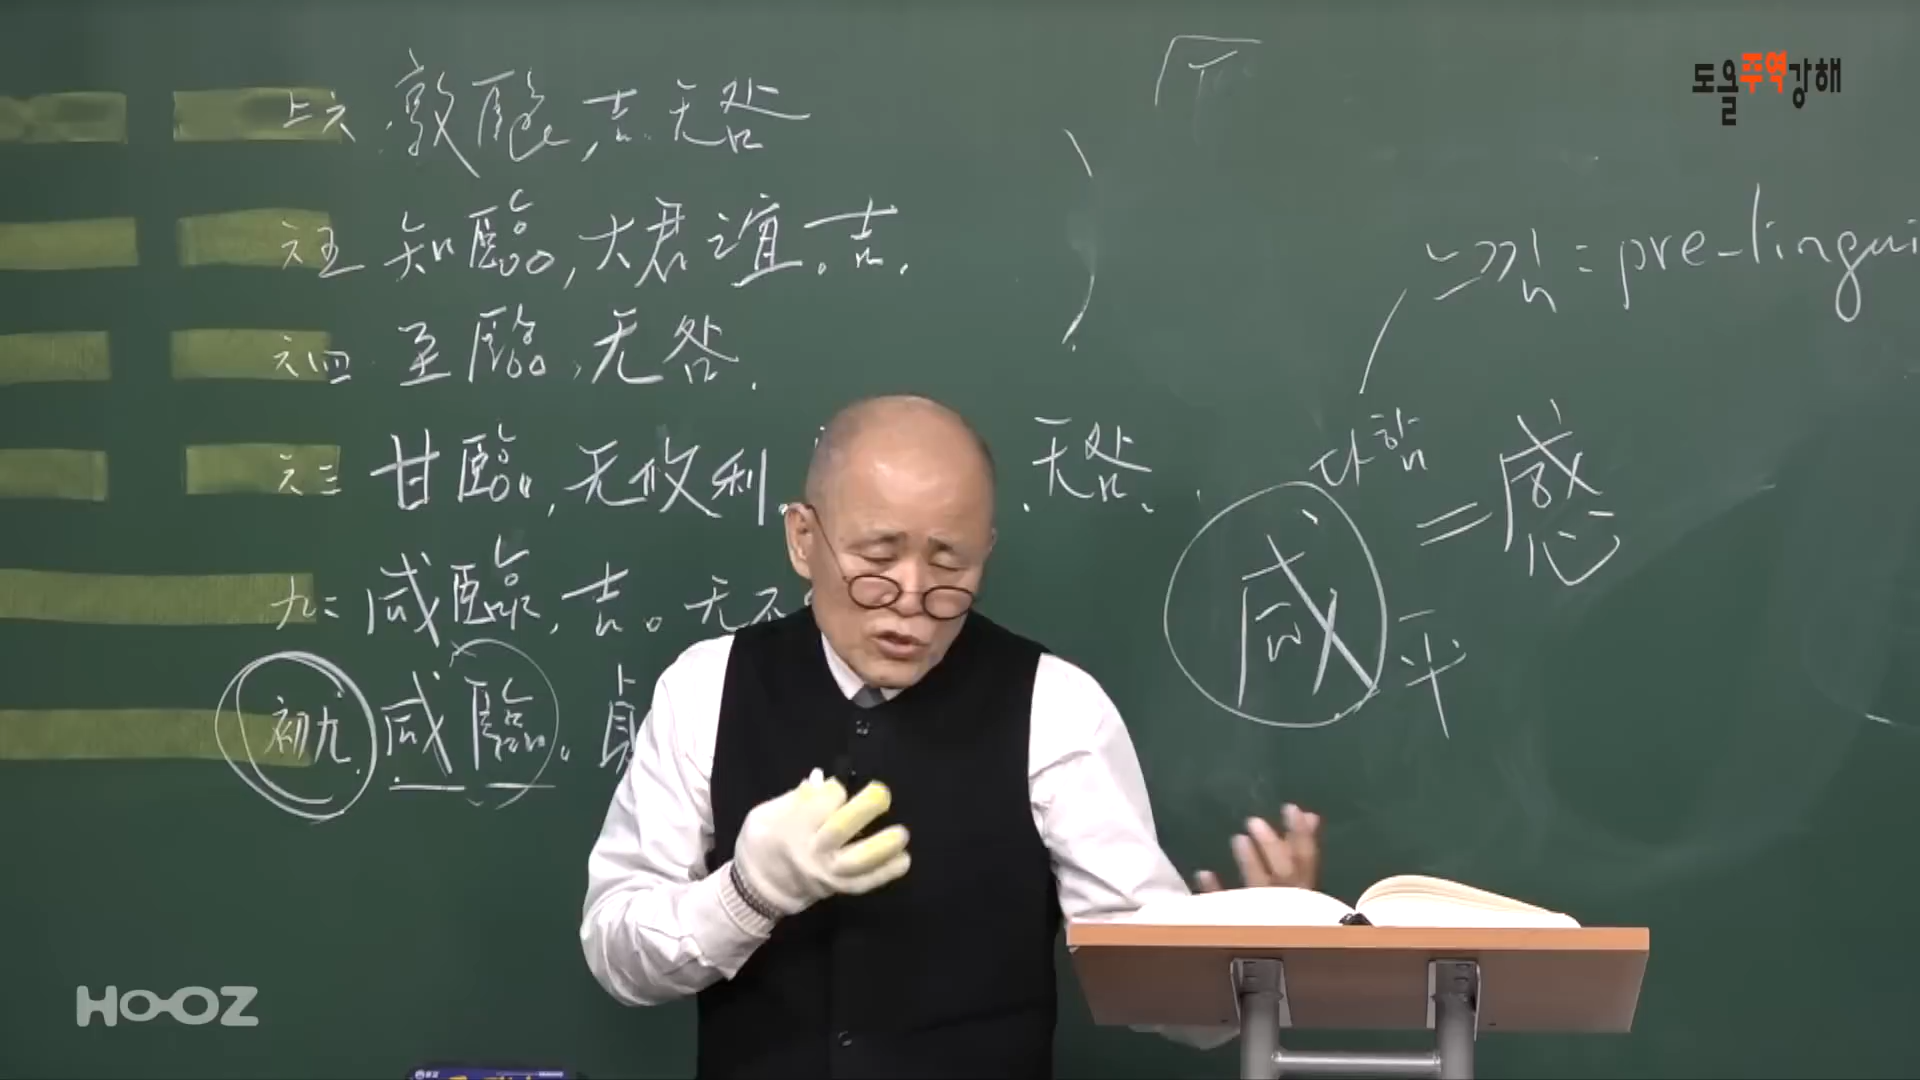 도올주역강해
上六 敦臨, 吉. 无咎
六五 知臨, 大君之宜. 吉.
六四 至臨, 无咎.
六三 甘臨, 无攸利. 无咎.
九二 咸臨, 吉. 无不
初九. 咸臨. 貞
느낌 = pre-lingui
다함
咸 = 感
平
HOOZ